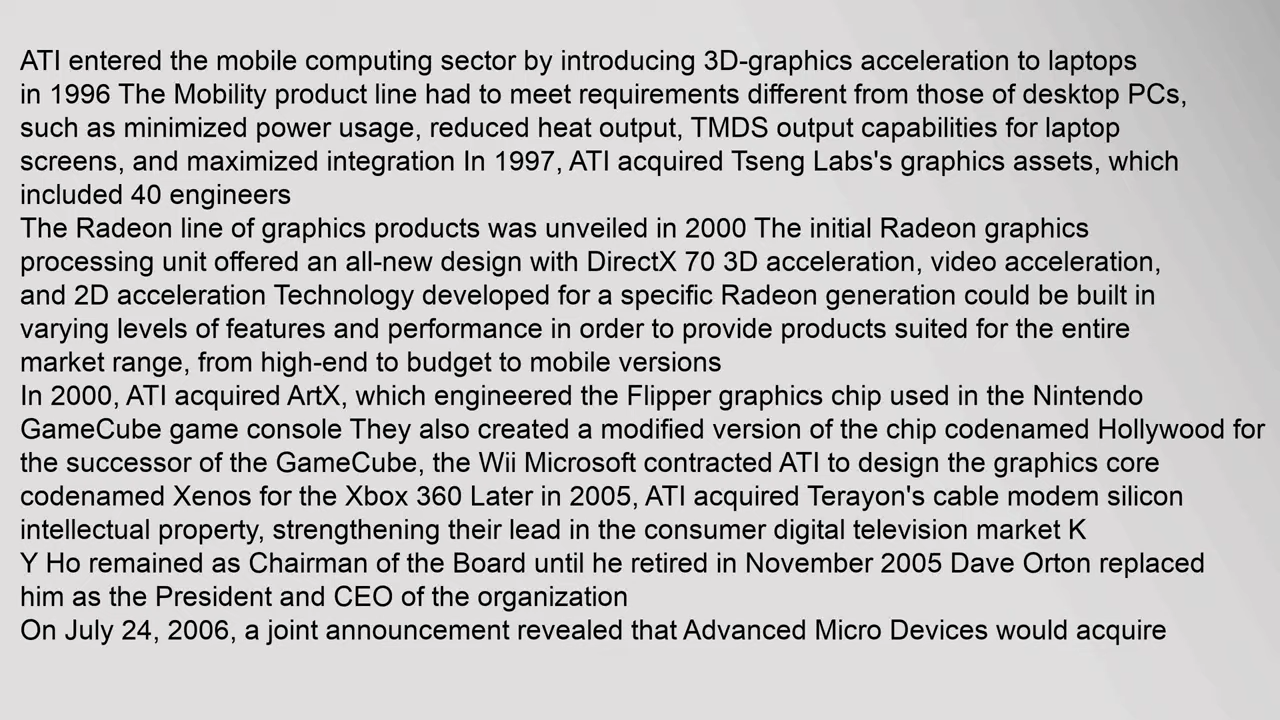 ATI entered the mobile computing sector by introducing 3D-graphics acceleration to laptops
in 1996 The Mobility product line had to meet requirements different from those of desktop PCs,
such as minimized power usage, reduced heat output, TMDS output capabilities for laptop
screens, and maximized integration In 1997, ATI acquired Tseng Labs's graphics assets, which
included 40 engineers
The Radeon line of graphics products was unveiled in 2000 The initial Radeon graphics
processing unit offered an all-new design with DirectX 70 3D acceleration, video acceleration,
and 2D acceleration Technology developed for a specific Radeon generation could be built in
varying levels of features and performance in order to provide products suited for the entire
market range, from high-end to budget to mobile versions
In 2000, ATI acquired ArtX, which engineered the Flipper graphics chip used in the Nintendo
GameCube game console They also created a modified version of the chip codenamed Hollywood for
the successor of the GameCube, the Wii Microsoft contracted ATI to design the graphics core
codenamed Xenos for the Xbox 360 Later in 2005, ATI acquired Terayon's cable modem silicon
intellectual property, strengthening their lead in the consumer digital television market K
Y Ho remained as Chairman of the Board until he retired in November 2005 Dave Orton replaced
him as the President and CEO of the organization
On July 24, 2006, a joint announcement revealed that Advanced Micro Devices would acquire